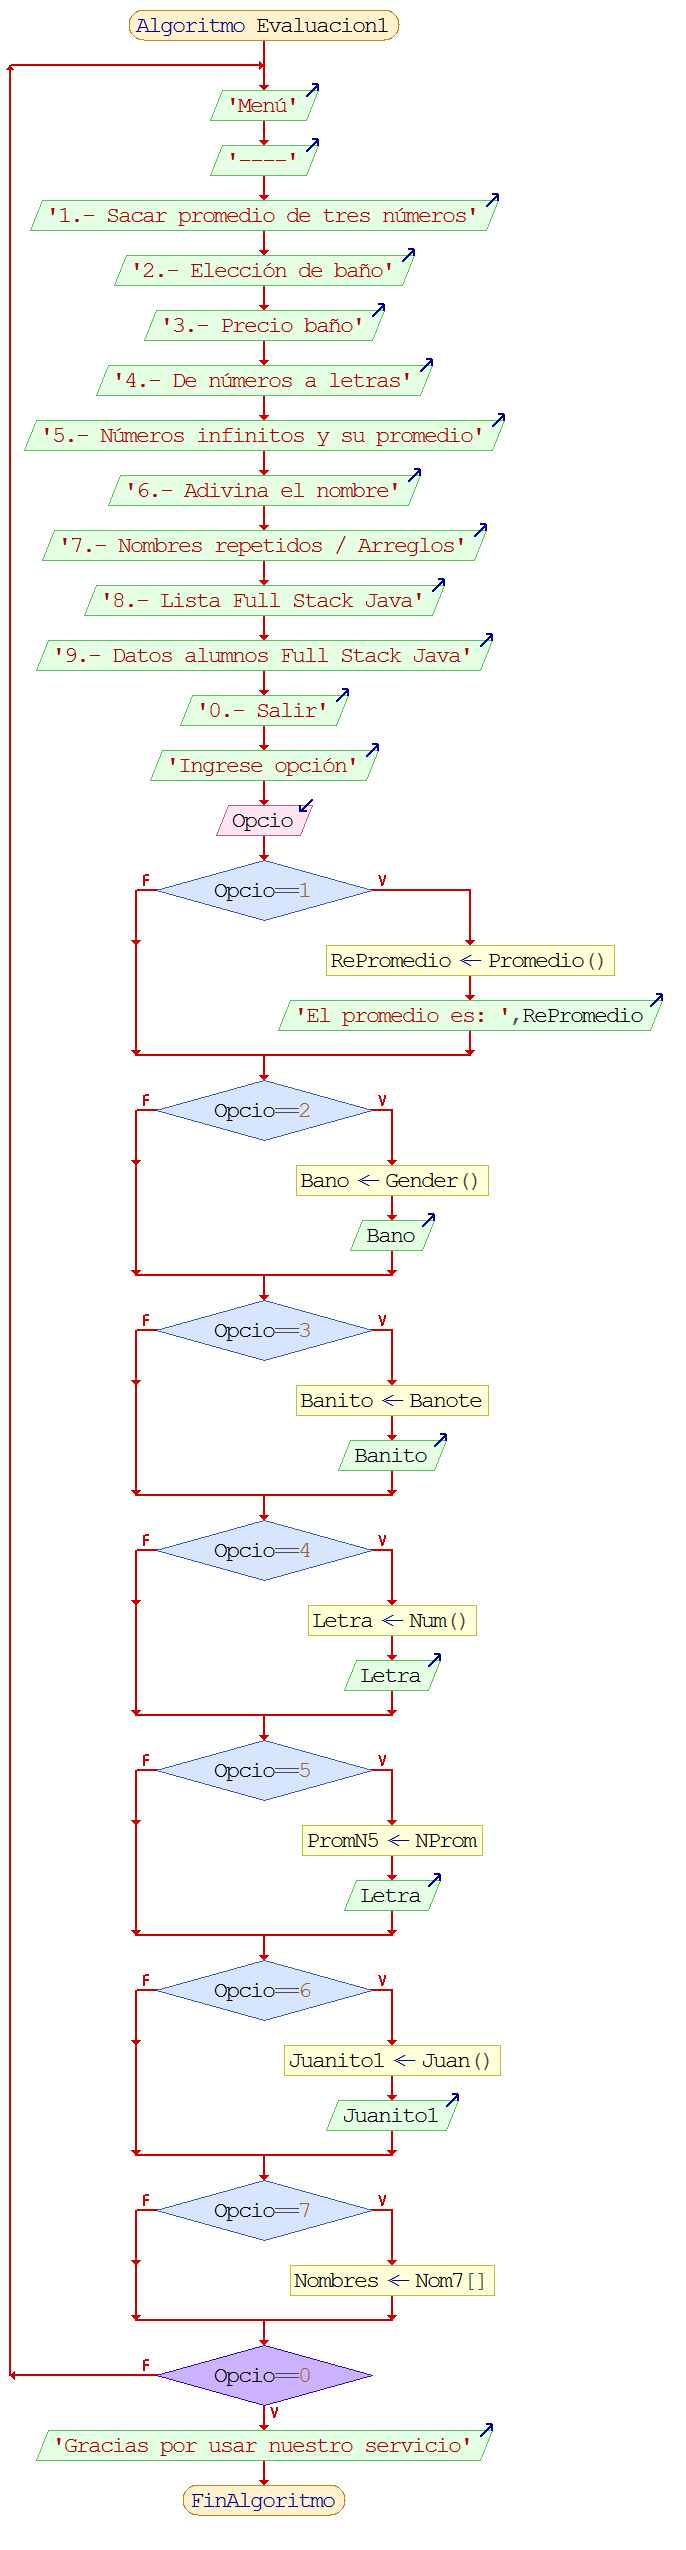 Algoritmo Evaluacion1
'Menú'
'----'
'1.- Sacar promedio de tres números'
'2.- Elección de baño'
'3.- Precio baño'
'4.- De números a letras'
'5.- Números infinitos y su promedio'
'6.- Adivina el nombre'
'7.- Nombres repetidos / Arreglos'
'8.- Lista Full Stack Java'
'9.- Datos alumnos Full Stack Java'
'0.- Salir'
'Ingrese opción'
Opcio
F Opcio==1 V
RePromedio ← Promedio()
'El promedio es: ',RePromedio
F Opcio==2 V
Bano ← Gender()
Bano
F Opcio==3 V
Banito ← Banote
Banito
F Opcio==4 V
Letra ← Num()
Letra
F Opcio==5 V
PromN5 ← NProm
Letra
F Opcio==6 V
Juanito1 ← Juan()
Juanito1
F Opcio==7 V
Nombres ← Nom7[]
F Opcio==0
V
'Gracias por usar nuestro servicio'
FinAlgoritmo